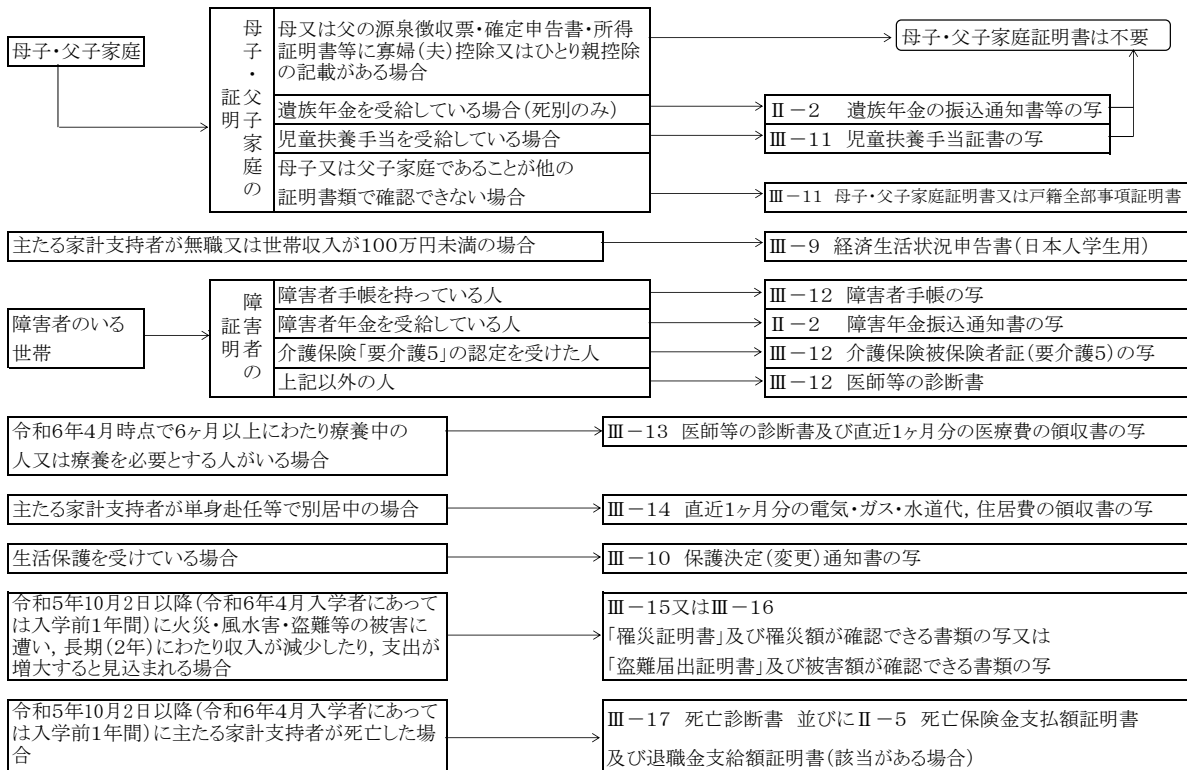 母子・父子家庭
母子・父子家庭の
証明
母又は父の源泉徴収票・確定申告書・所得
証明書等に寡婦(夫)控除又はひとり親控除
の記載がある場合
母子・父子家庭証明書は不要
遺族年金を受給している場合(死別のみ)
Ⅱ-2 遺族年金の振込通知書等の写
児童扶養手当を受給している場合
Ⅲ-11 児童扶養手当証書の写
母子又は父子家庭であることが他の
証明書類で確認できない場合
Ⅲ-11 母子・父子家庭証明書又は戸籍全部事項証明書
主たる家計支持者が無職又は世帯収入が100万円未満の場合
Ⅲ-9 経済生活状況申告書(日本人学生用)
障害者のいる
世帯
障害者の
証明
障害者手帳を持っている人
Ⅲ-12 障害者手帳の写
障害者年金を受給している人
Ⅱ-2 障害年金振込通知書の写
介護保険「要介護5」の認定を受けた人
Ⅲ-12 介護保険被保険者証(要介護5)の写
上記以外の人
Ⅲ-12 医師等の診断書
令和6年4月時点で6ヶ月以上にわたり療養中の
人又は療養を必要とする人がいる場合
Ⅲ-13 医師等の診断書及び直近1ヶ月分の医療費の領収書の写
主たる家計支持者が単身赴任等で別居中の場合
Ⅲ-14 直近1ヶ月分の電気・ガス・水道代,住居費の領収書の写
生活保護を受けている場合
Ⅲ-10 保護決定(変更)通知書の写
令和5年10月2日以降(令和6年4月入学者にあって
は入学前1年間)に火災・風水害・盗難等の被害に
遭い,長期(2年)にわたり収入が減少したり,支出が
増大すると見込まれる場合
Ⅲ-15又はⅢ-16
「罹災証明書」及び罹災額が確認できる書類の写又は
「盗難届出証明書」及び被害額が確認できる書類の写
令和5年10月2日以降(令和6年4月入学者にあって
は入学前1年間)に主たる家計支持者が死亡した場
合
Ⅲ-17 死亡診断書 並びにⅡ-5 死亡保険金支払額証明書
及び退職金支給額証明書(該当がある場合)